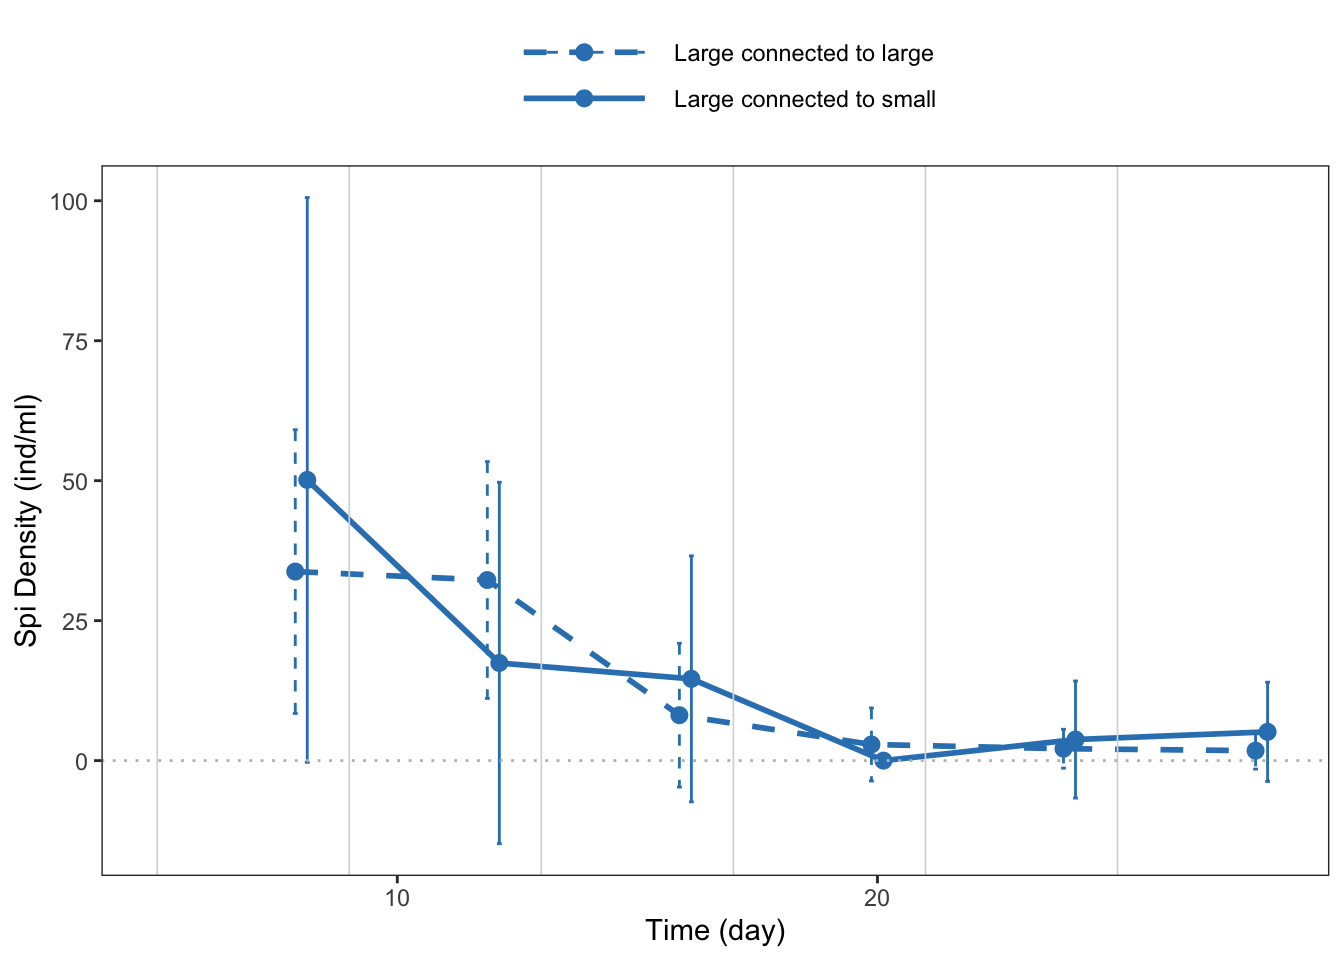 Large connected to large
Large connected to small
100
75
50
25
0
Spi Density (ind/ml)
10 20
Time (day)